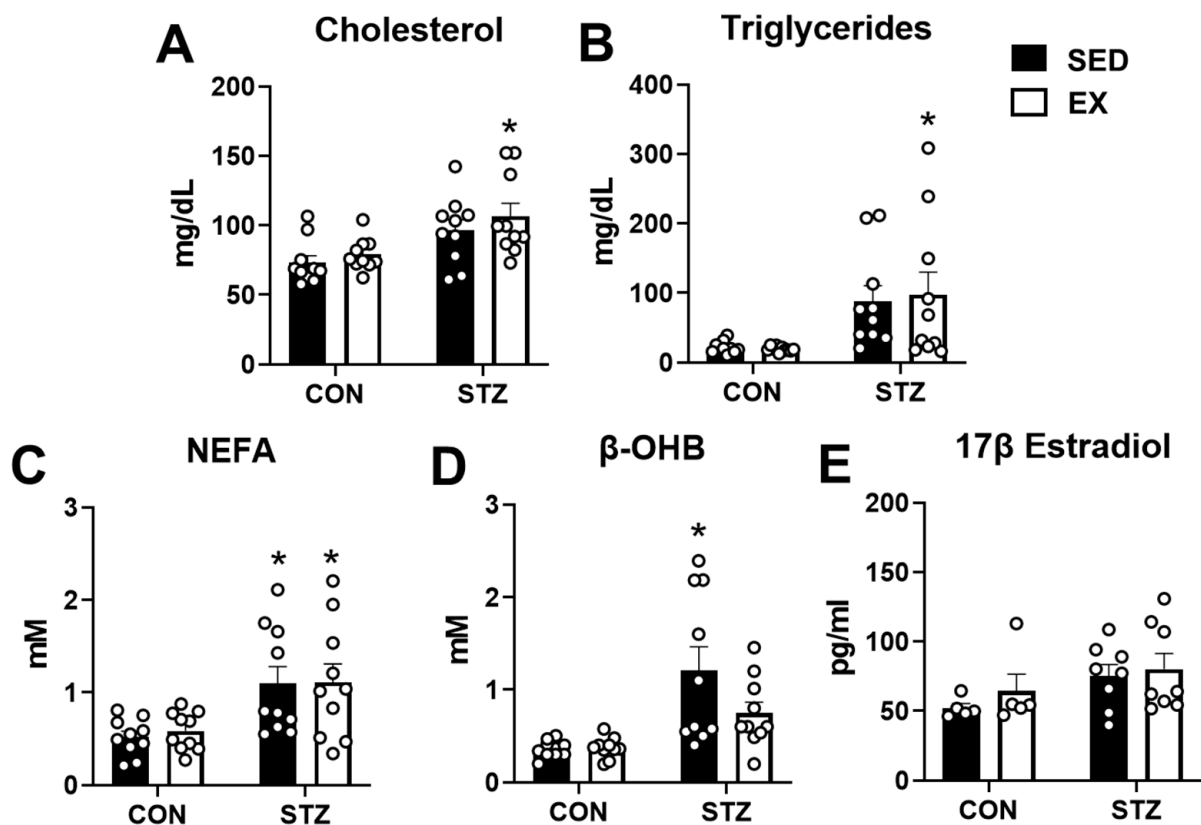 A Cholesterol
B Triglycerides
SED
EX
mg/dL
200
150
100
50
0
*
CON STZ
mg/dL
400
300
200
100
0
*
CON STZ
C NEFA
mM
3
2
1
0
* *
CON STZ
D β-OHB
mM
3
2
1
0
*
CON STZ
E 17β Estradiol
pg/ml
200
150
100
50
0
CON STZ